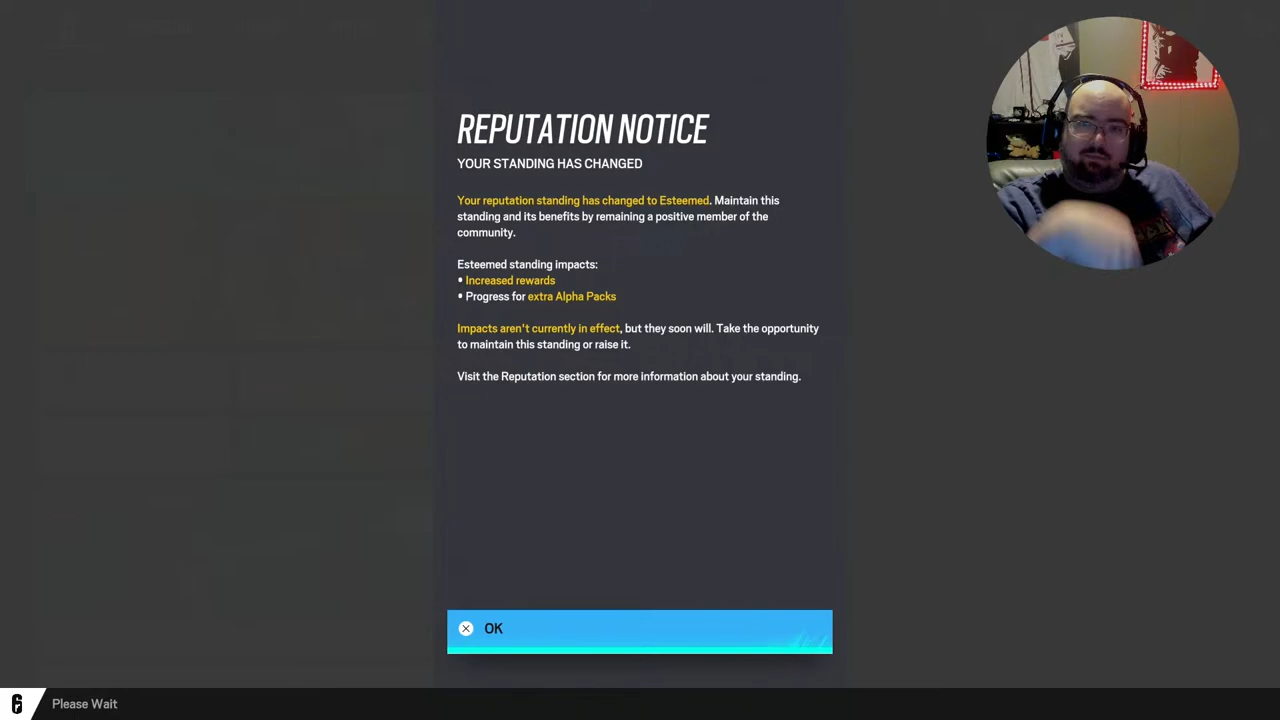 REPUTATION NOTICE
YOUR STANDING HAS CHANGED
Your reputation standing has changed to Esteemed. Maintain this
standing and its benefits by remaining a positive member of the
community.
Esteemed standing impacts:
• Increased rewards
• Progress for extra Alpha Packs
Impacts aren't currently in effect, but they soon will. Take the opportunity
to maintain this standing or raise it.
Visit the Reputation section for more information about your standing.
OK
Please Wait